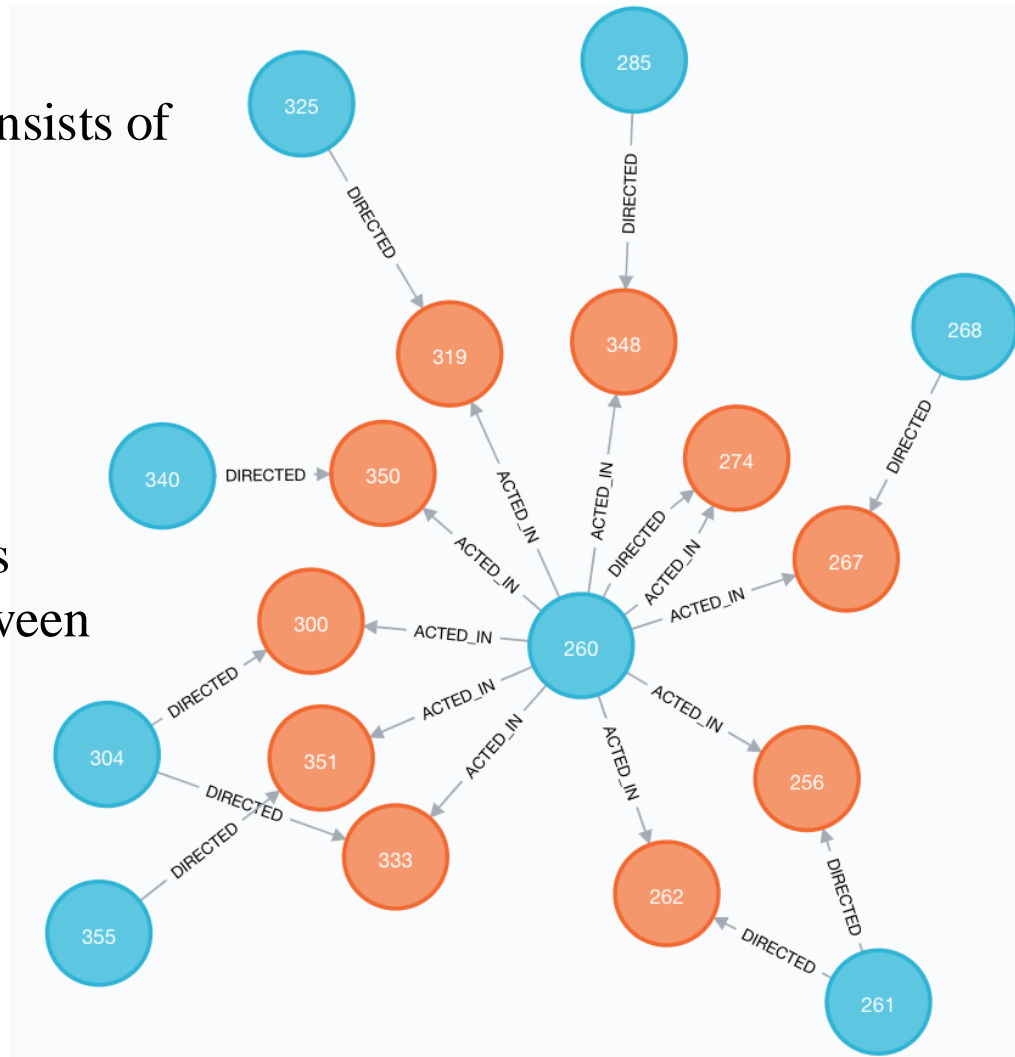 285
325
nsists of
DIRECTED
DIRECTED
268
348
319
DIRECTED
274
350
340
DIRECTED
ACTED_IN
ACTED_IN
DIRECTED
267
s
ACTED_IN
ACTED_IN
ACTED_IN
veen
300
ACTED_IN
260
DIRECTED
ACTED_IN
ACTED_IN
304
351
ACTED_IN
ACTED_IN
256
DIRECTED
DIRECTED
333
262
DIRECTED
355
DIRECTED
261